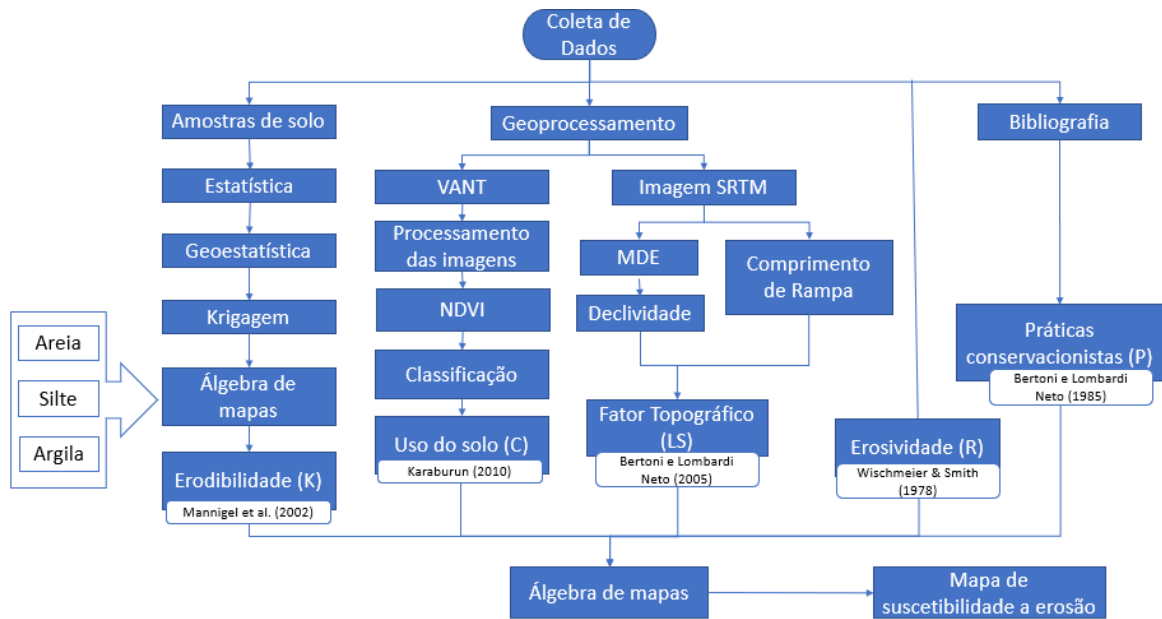 Coleta de
Dados
Amostras de solo
Geoprocessamento
Bibliografia
Estatística
VANT
Imagem SRTM
Geoestatística
Processamento
das imagens
MDE
Comprimento
de Rampa
Krigagem
NDVI
Declividade
Areia
Silte
Argila
Álgebra de
mapas
Classificação
Práticas
conservacionistas (P)
Bertoni e Lombardi
Neto (1985)
Erodibilidade (K)
Mannigel et al. (2002)
Uso do solo (C)
Karaburun (2010)
Fator Topográfico
(LS)
Bertoni e Lombardi
Neto (2005)
Erosividade (R)
Wischmeier & Smith
(1978)
Álgebra de mapas
Mapa de
suscetibilidade a erosão